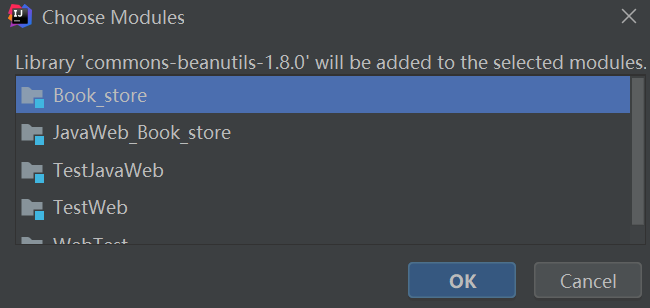 IJ
Choose Modules
Library 'commons-beanutils-1.8.0' will be added to the selected modules.
Book_store
JavaWeb_Book_store
TestJavaWeb
TestWeb
WebTest
OK
Cancel